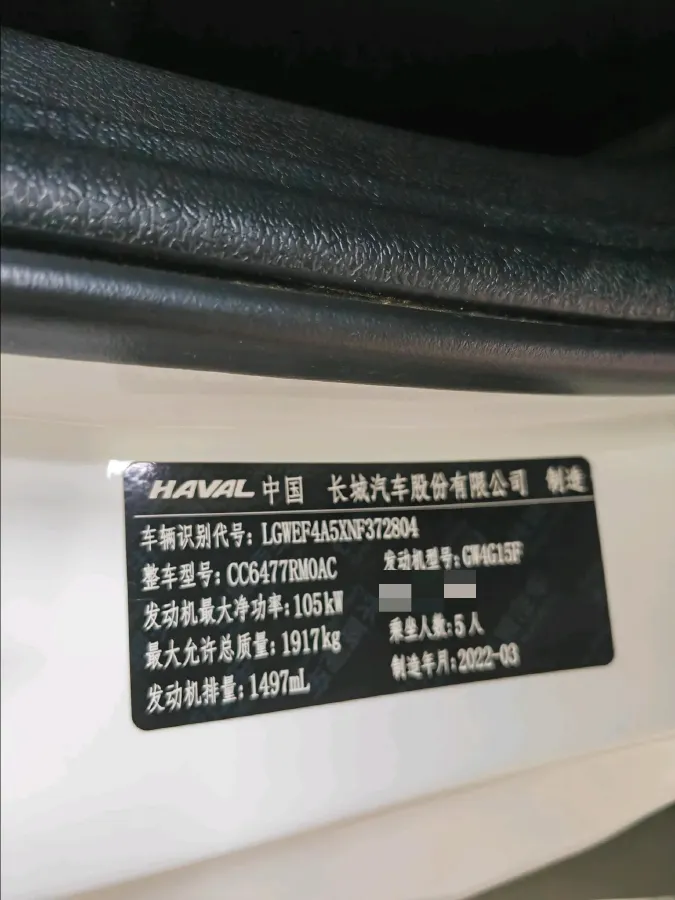 HAVAL 中国 长城汽车股份有限公司 制造
车辆识别代号: LGWEF4A5XNF372804
整车型号: CC6477RM0AC 发动机型号: GW4G15F
发动机最大净功率: 105kW
最大允许总质量: 1917kg 乘坐人数: 5人
发动机排量: 1497mL 制造年月: 2022-03